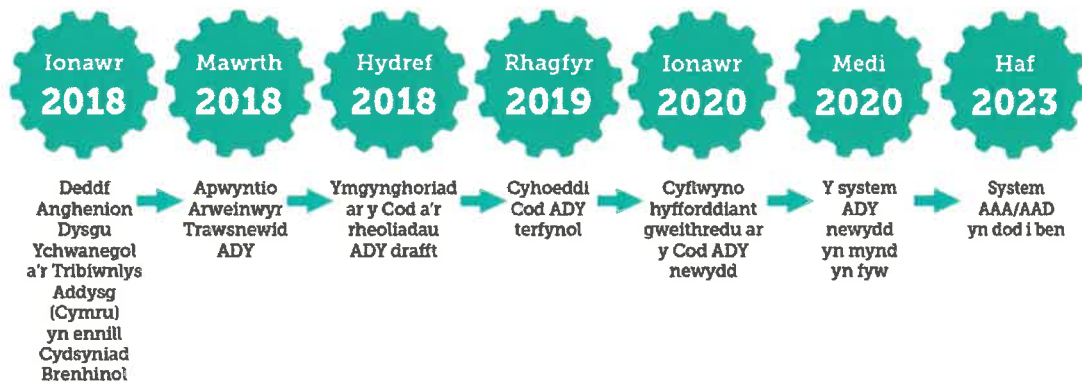 Ionawr
2018
Mawrth
2018
Hydref
2018
Rhagfyr
2019
Ionawr
2020
Medi
2020
Haf
2023
Deddf
Anghenion
Dysgu
Ychwanegol
a'r Tribiwnlys
Addysg
(Cymru)
yn ennill
Cydsyniad
Brenhinol
Apwyntio
Arweinwyr
Trawsnewid
ADY
Ymgynghoriad
ar y Cod a'r
rheoliadau
ADY drafft
Cyhoeddi
Cod ADY
terfynol
Cyflwyno
hyfforddiant
gweithredu ar
y Cod ADY
newydd
Y system
ADY
newydd
yn mynd
yn fyw
System
AAA/AAD
yn dod i ben